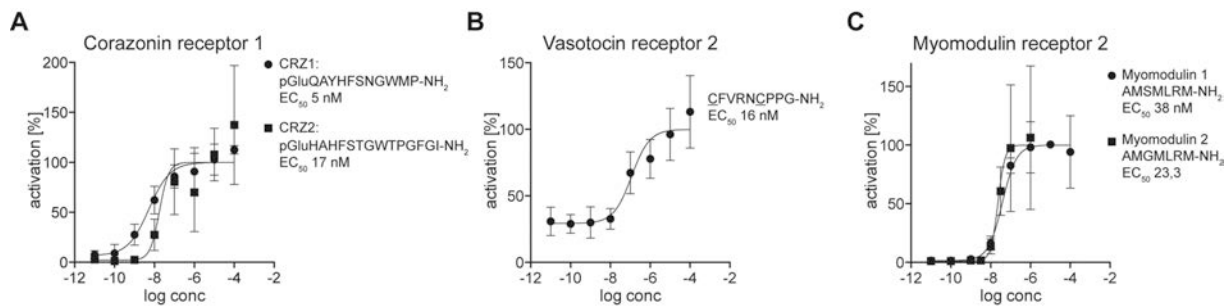 A
Corazonin receptor 1
activation [%]
200
150
100
50
0
-12
-10
-8
-6
-4
-2
log conc
CRZ1:
pGluQAYHFSNGWMP-NH2
EC50 5 nM
CRZ2:
pGluHAHFSTGWTPGFGI-NH2
EC50 17 nM
B
Vasotocin receptor 2
activation [%]
150
100
50
0
-12
-10
-8
-6
-4
-2
log conc
CFVRNCPPG-NH2
EC50 16 nM
C
Myomodulin receptor 2
activation [%]
150
100
50
0
-12
-10
-8
-6
-4
-2
log conc
Myomodulin 1
AMSMLRM-NH2
EC50 38 nM
Myomodulin 2
AMGMLRM-NH2
EC50 23,3